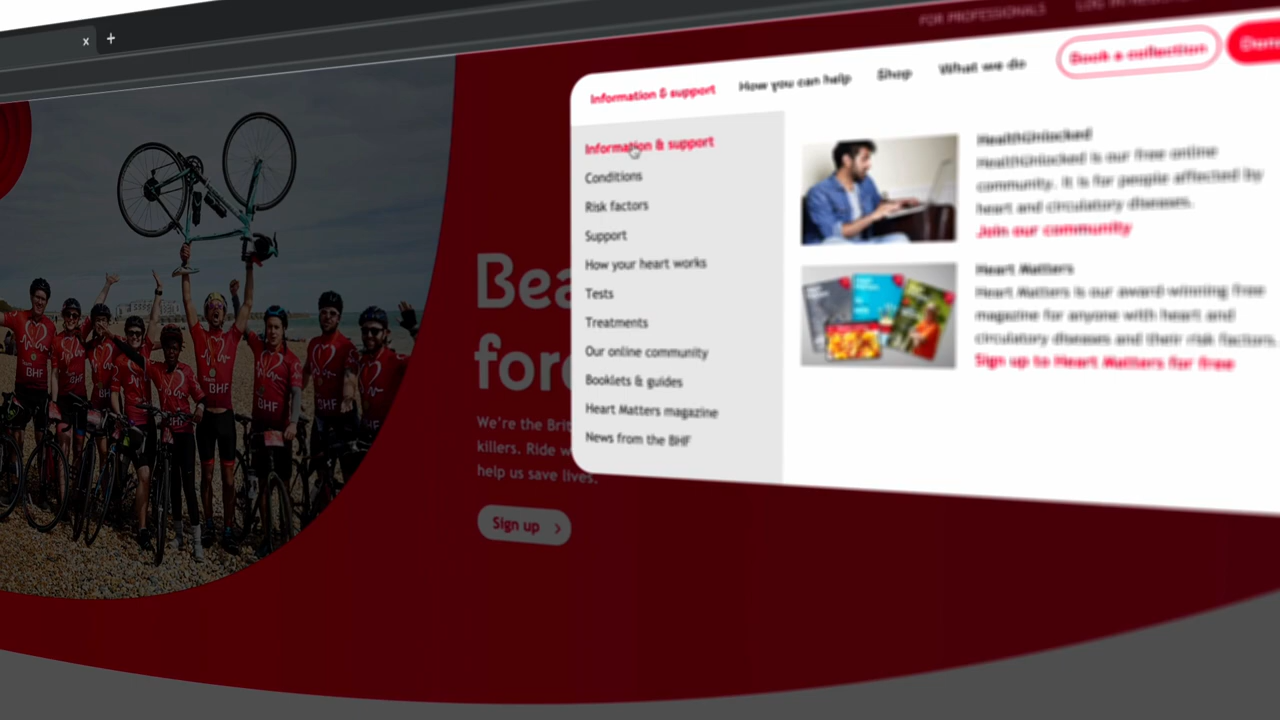 x +
FOR PROFESSIONALS
Information & support
How you can help
Shop
What we do
Book a collection
Information & support
Conditions
Risk factors
Support
How your heart works
Tests
Treatments
Our online community
Booklets & guides
Heart Matters magazine
News from the BHF
HealthUnlocked
HealthUnlocked is our free online
community. It is for people affected by
heart and circulatory diseases.
Join our community
Heart Matters
Heart Matters is our award winning free
magazine for anyone with heart and
circulatory diseases and their risk factors.
Sign up to Heart Matters for free
We're the
killers. Ride
help us save lives.
Sign up
BHF
BHF
BHF
BHF
BHF